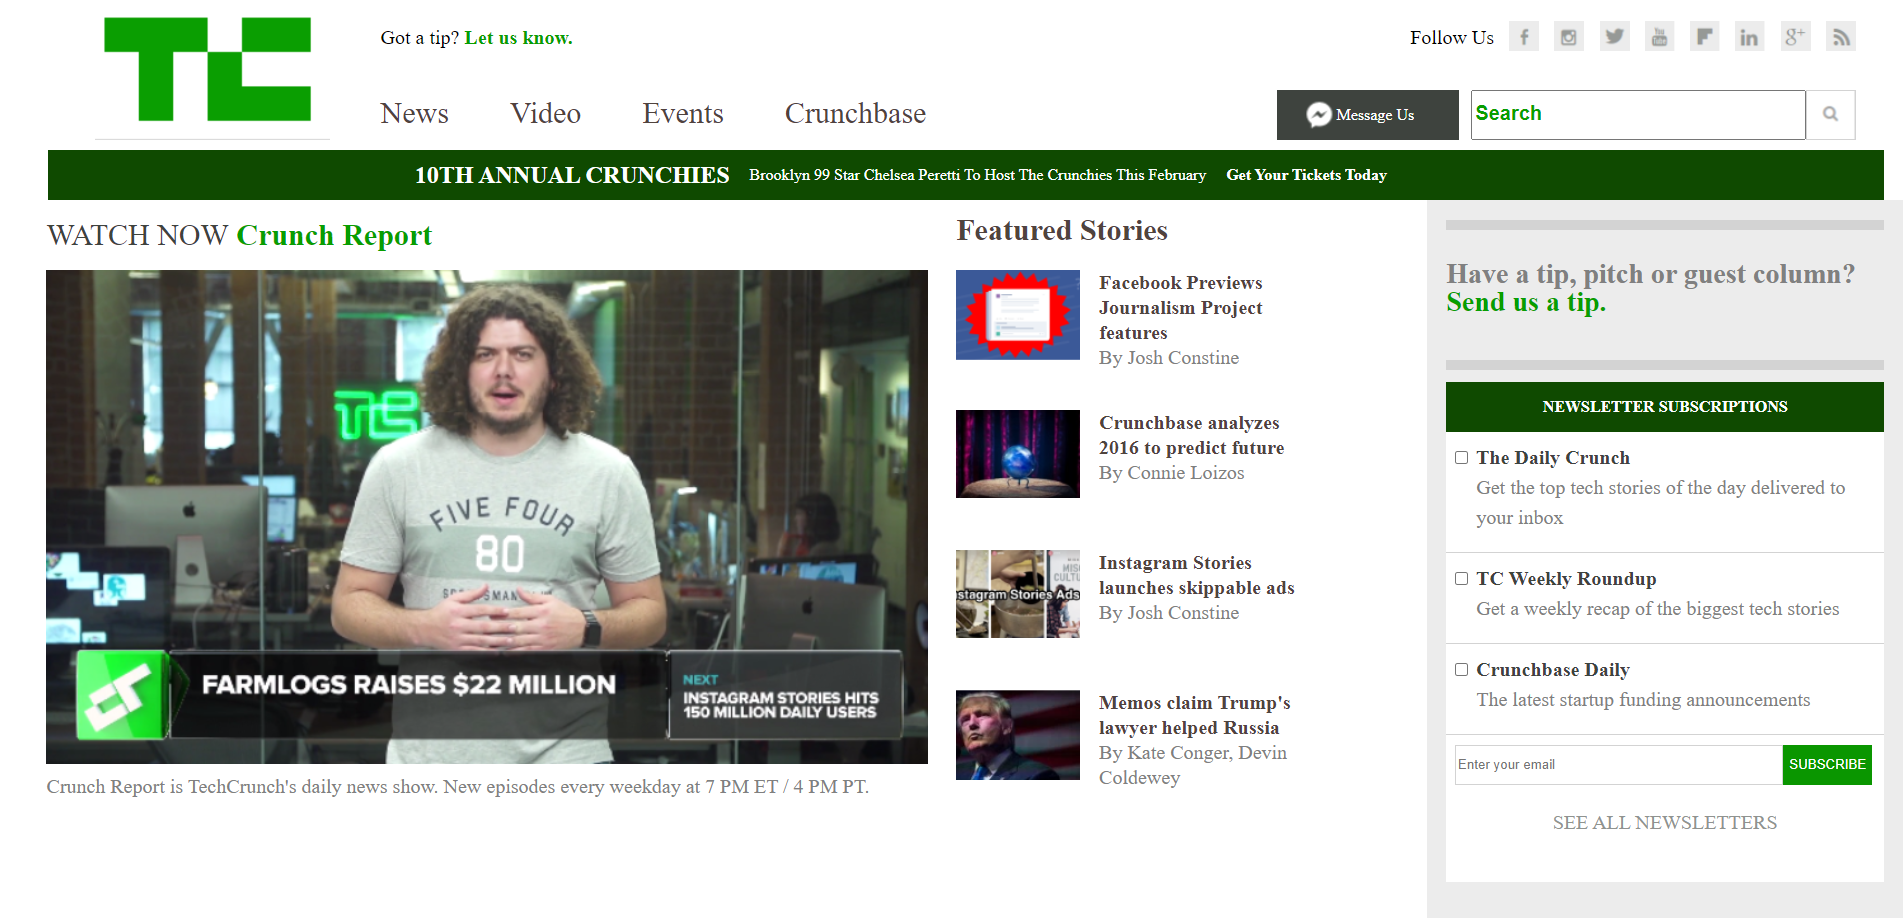 TC
Got a tip? Let us know.
Follow Us
News Video Events Crunchbase
Message Us
Search
10TH ANNUAL CRUNCHIES Brooklyn 99 Star Chelsea Peretti To Host The Crunchies This February Get Your Tickets Today
WATCH NOW Crunch Report
TC
FIVE FOUR
80
FARMLOGS RAISES $22 MILLION
NEXT
INSTAGRAM STORIES HITS
150 MILLION DAILY USERS
Crunch Report is TechCrunch's daily news show. New episodes every weekday at 7 PM ET / 4 PM PT.
Featured Stories
Facebook Previews
Journalism Project
features
By Josh Constine
Crunchbase analyzes
2016 to predict future
By Connie Loizos
stagram Stories Ads
Instagram Stories
launches skippable ads
By Josh Constine
Memos claim Trump's
lawyer helped Russia
By Kate Conger, Devin
Coldewey
Have a tip, pitch or guest column?
Send us a tip.
NEWSLETTER SUBSCRIPTIONS
The Daily Crunch
Get the top tech stories of the day delivered to
your inbox
TC Weekly Roundup
Get a weekly recap of the biggest tech stories
Crunchbase Daily
The latest startup funding announcements
Enter your email
SUBSCRIBE
SEE ALL NEWSLETTERS